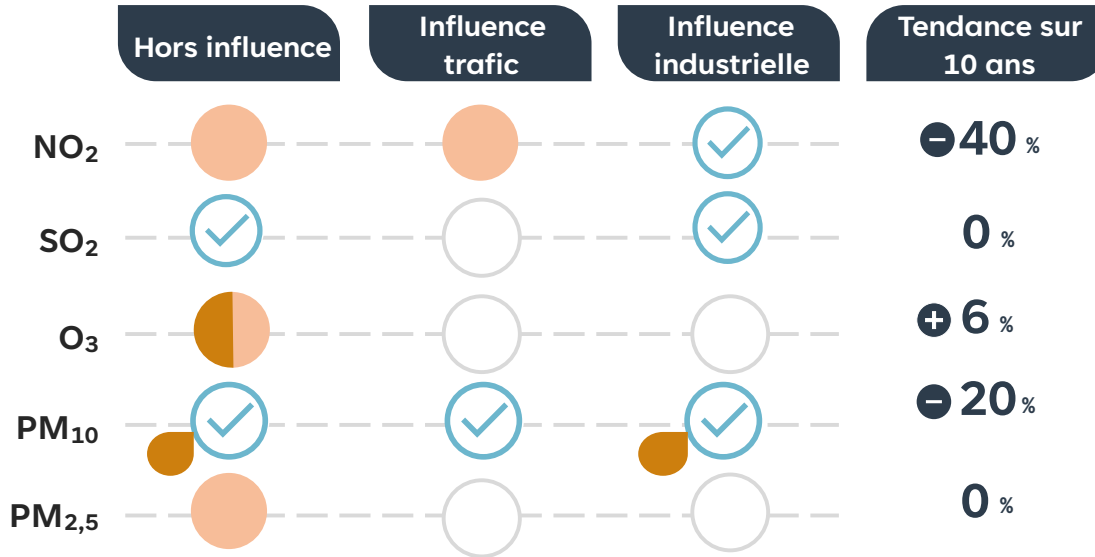 Hors influence
Influence
trafic
Influence
industrielle
Tendance sur
10 ans
NO₂
− 40 %
SO₂
0 %
O₃
+ 6 %
PM₁₀
− 20 %
PM₂,₅
0 %